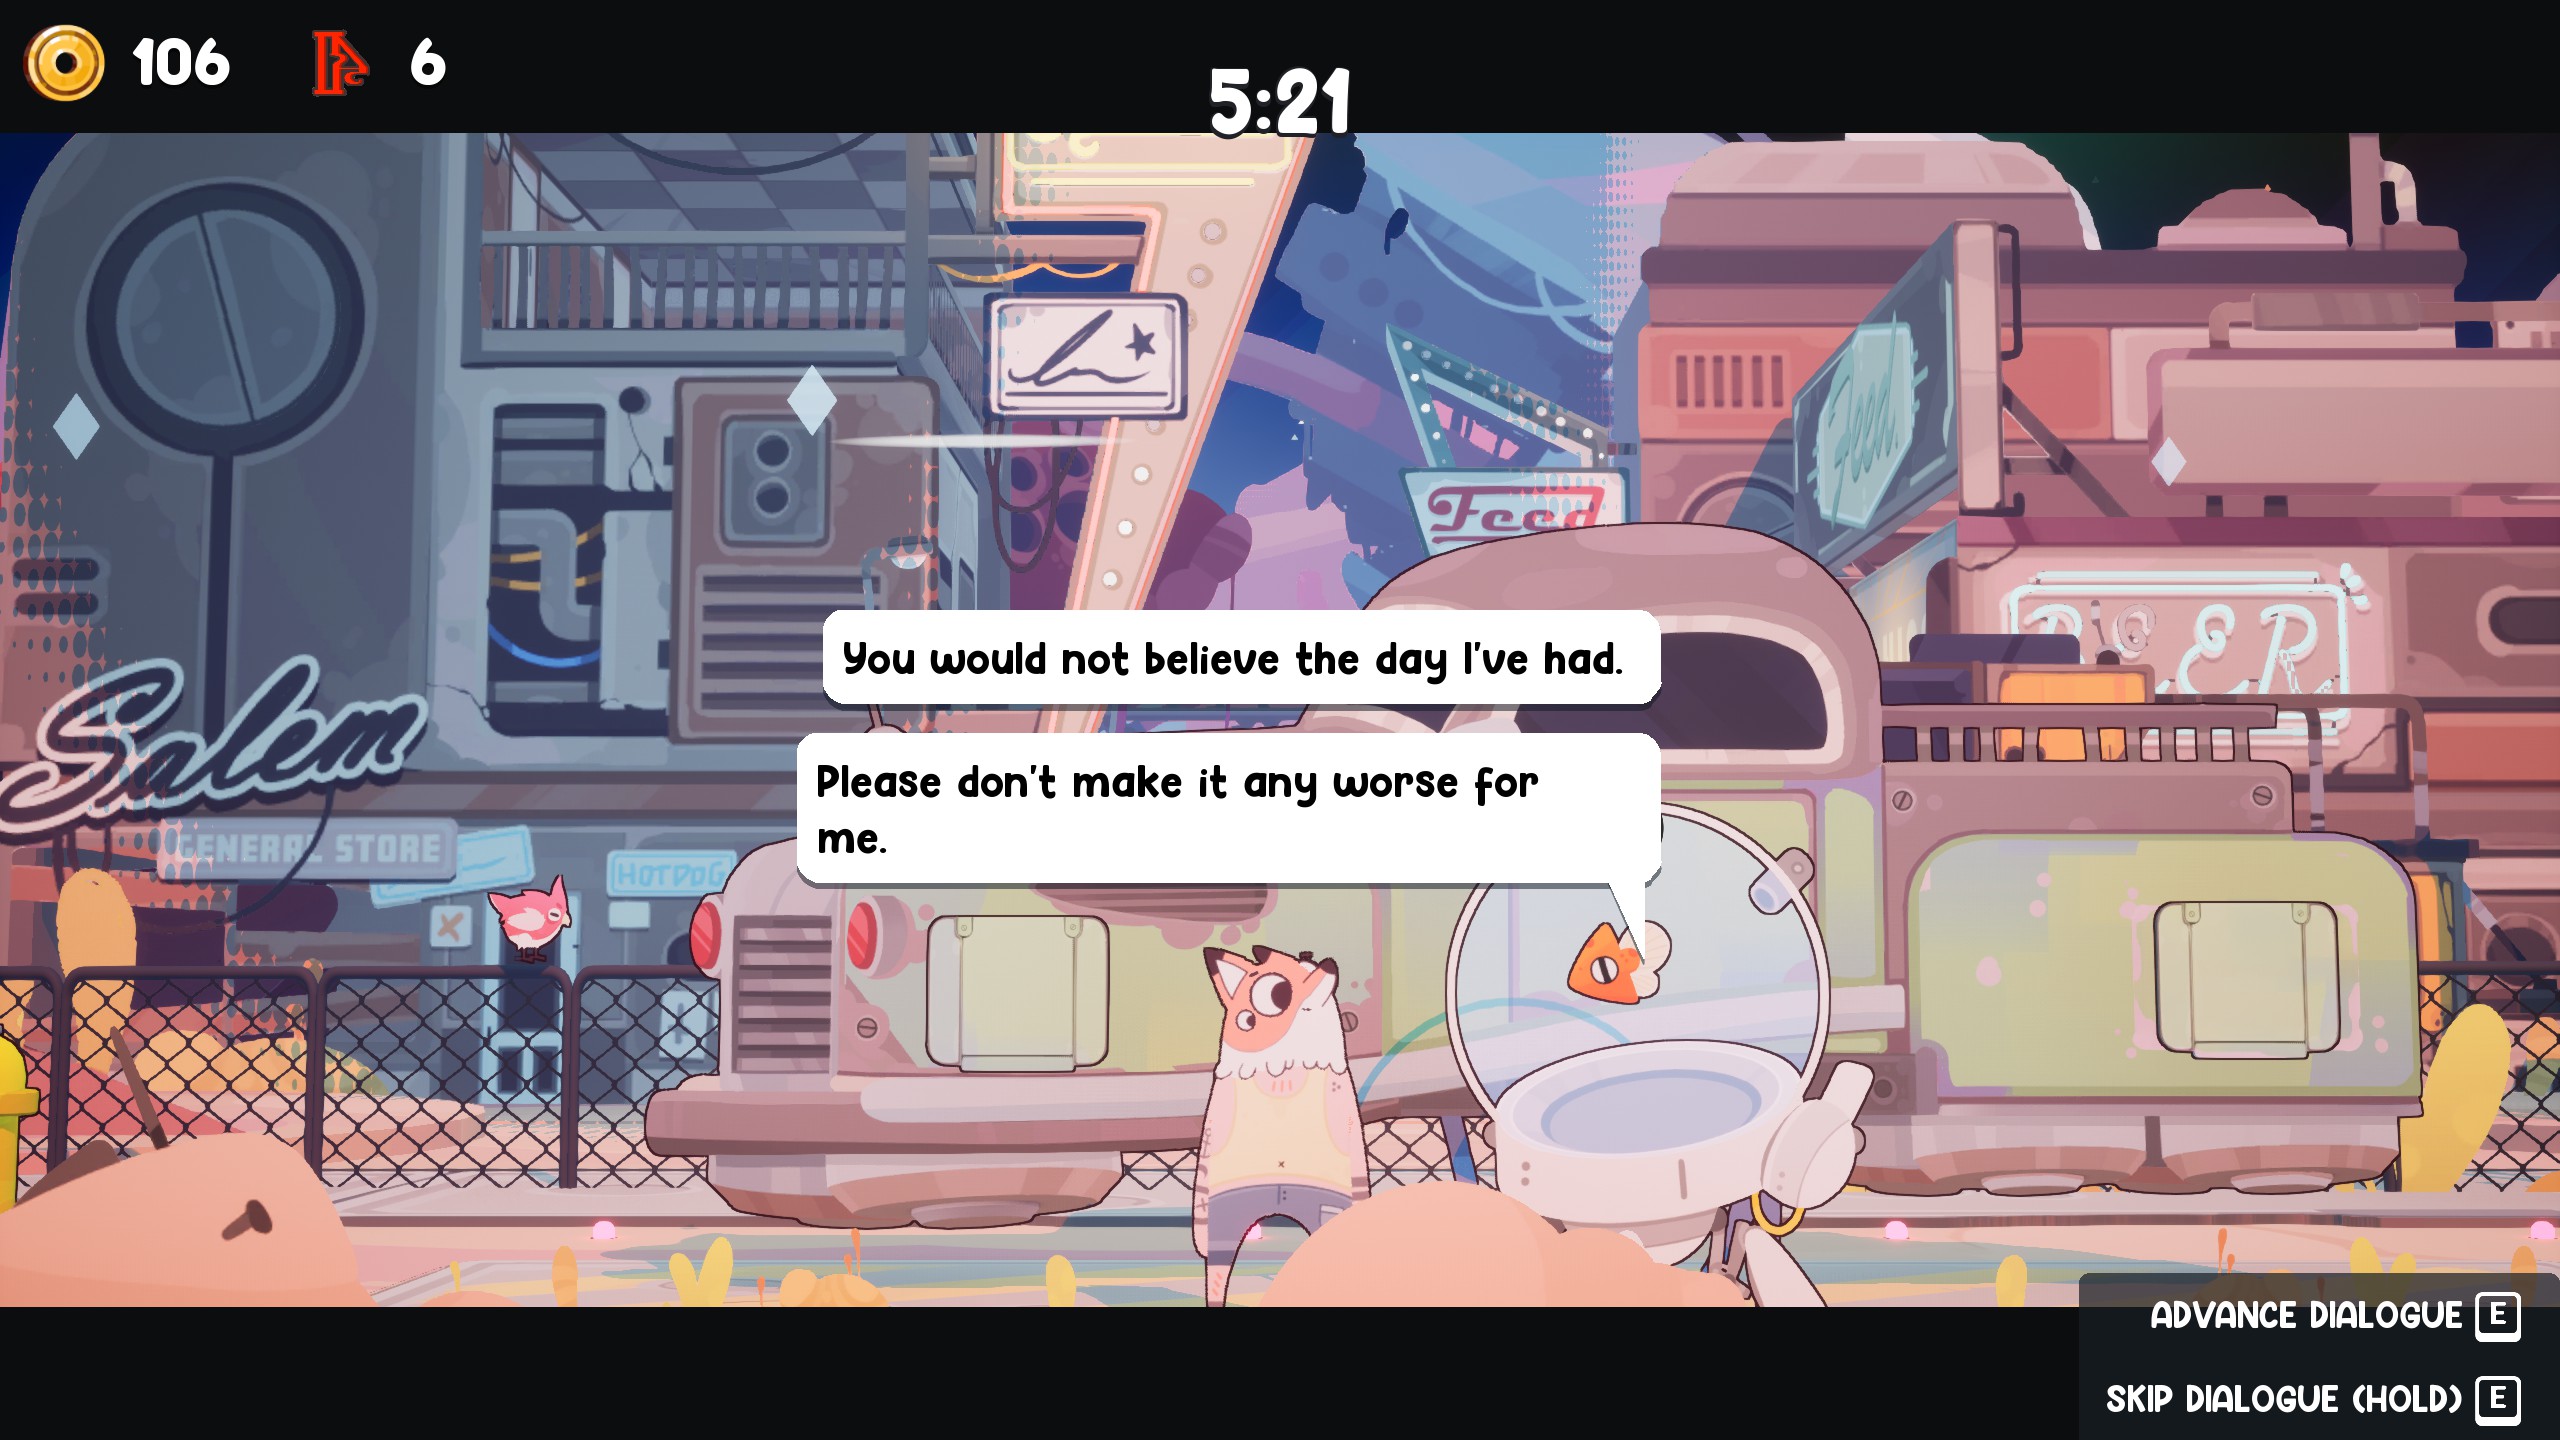 106
6
5:21
Feed
Feed
You would not believe the day I've had.
Please don't make it any worse for
me.
Salem
GENERAL STORE
HOTDOG
ADVANCE DIALOGUE E
SKIP DIALOGUE (HOLD) E